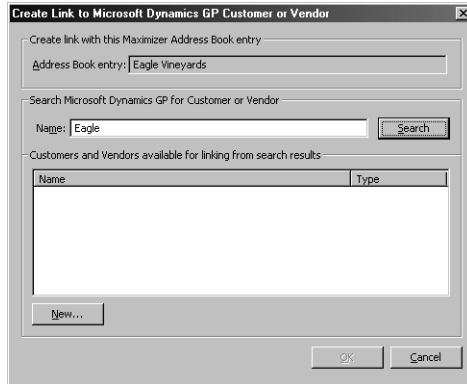 Create Link to Microsoft Dynamics GP Customer or Vendor
Create link with this Maximizer Address Book entry
Address Book entry: Eagle Vineyards
Search Microsoft Dynamics GP for Customer or Vendor
Name: Eagle Search
Customers and Vendors available for linking from search results
Name Type
New...
OK Cancel